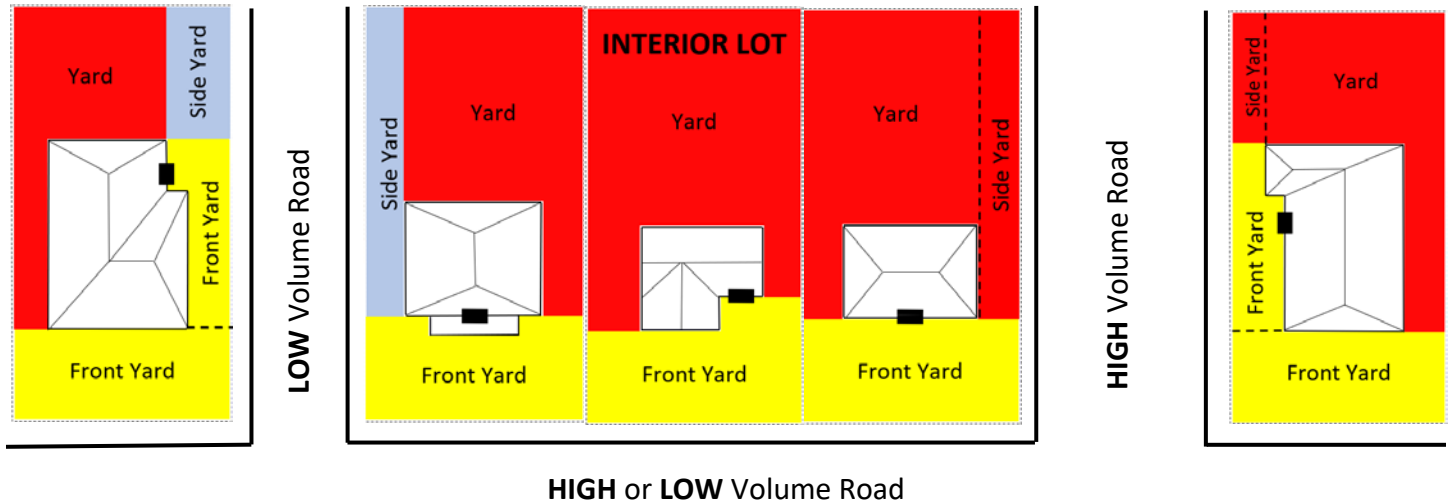 Yard
Side Yard
Front Yard
Front Yard
LOW Volume Road
Side Yard
Yard
Front Yard
INTERIOR LOT
Yard
Front Yard
Yard
Side Yard
Front Yard
HIGH Volume Road
Side Yard
Yard
Front Yard
Front Yard
HIGH or LOW Volume Road